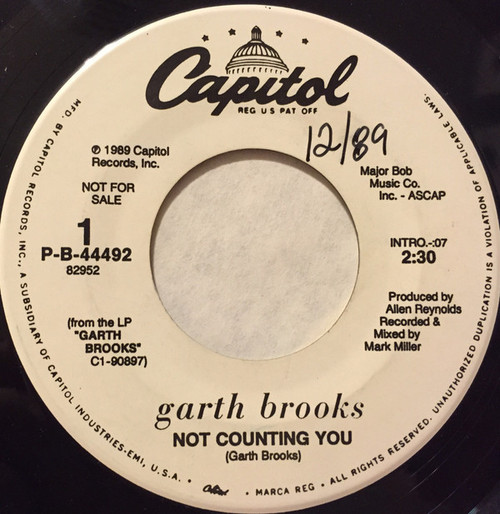 Capitol
REG US PAT OFF
12/89
℗ 1989 Capitol
Records, Inc.
NOT FOR
SALE
1
P-B-44492
82952
(from the LP
"GARTH
BROOKS"
C1-90897)
Major Bob
Music Co.
Inc. - ASCAP
INTRO.-:07
2:30
Produced by
Allen Reynolds
Recorded &
Mixed by
Mark Miller
garth brooks
NOT COUNTING YOU
(Garth Brooks)
MFD. BY CAPITOL RECORDS, INC., A SUBSIDIARY OF CAPITOL INDUSTRIES-EMI, U.S.A. • Capitol • MARCA REG • ALL RIGHTS RESERVED. UNAUTHORIZED DUPLICATION IS A VIOLATION OF APPLICABLE LAWS.